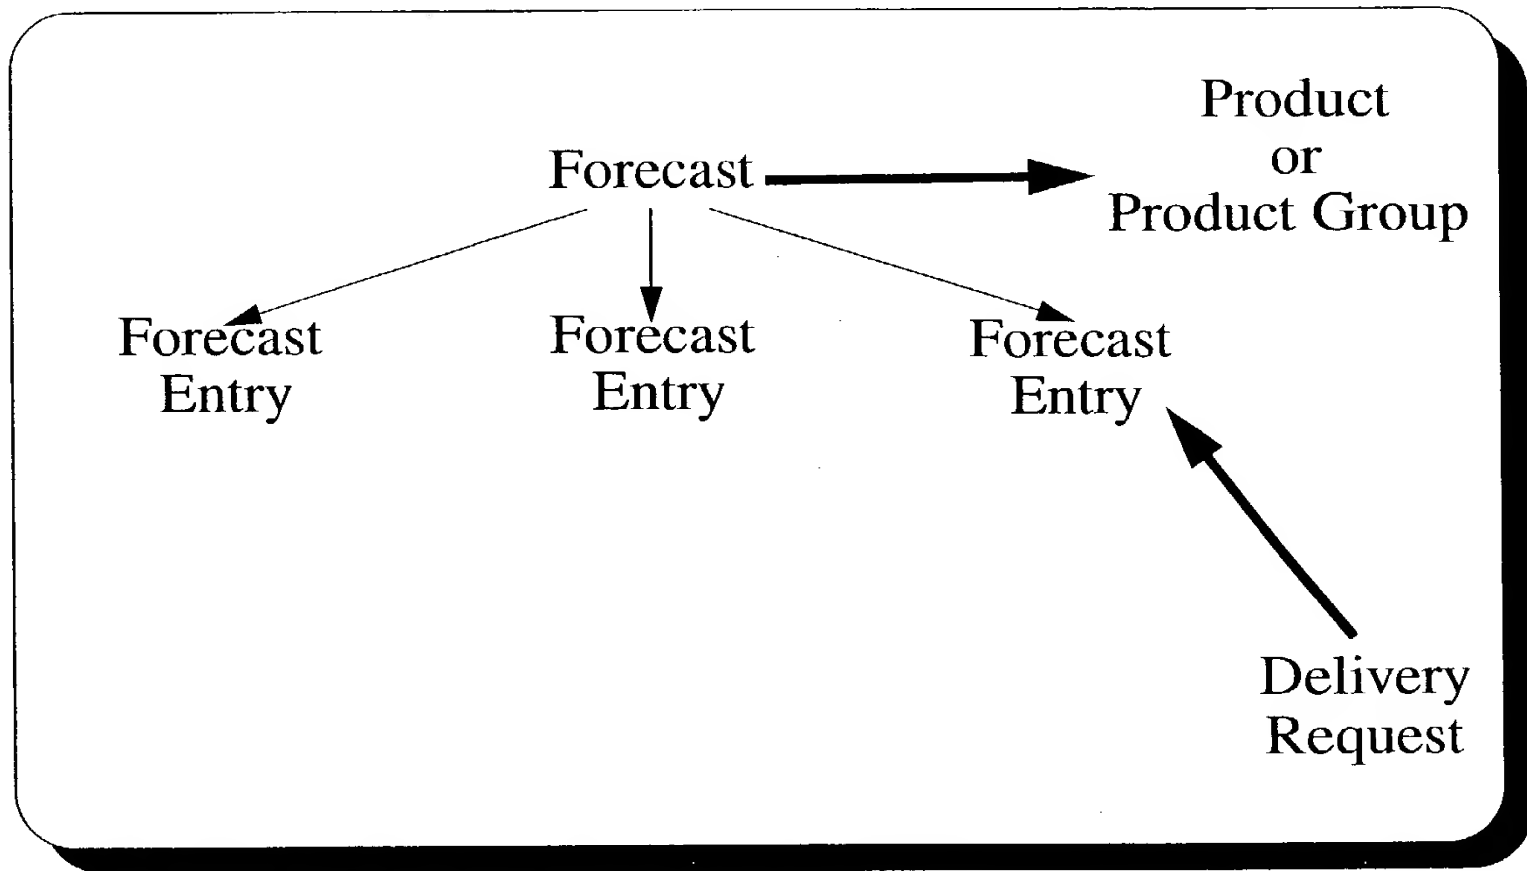 Product
or
Product Group
Forecast
Forecast
Entry
Forecast
Entry
Forecast
Entry
Delivery
Request